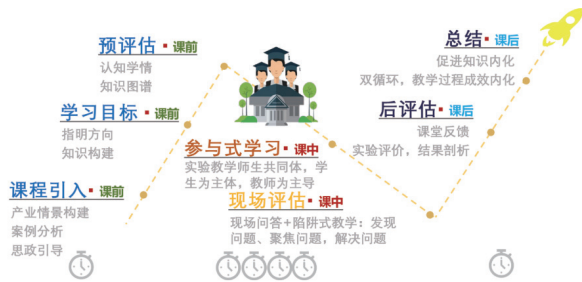 预评估·课前
认知学情
知识图谱
学习目标·课前
指明方向
知识构建
课程引入·课前
产业情景构建
案例分析
思政引导
参与式学习·课中
实验教学师生共同体，学
生为主体，教师为主导
现场评估·课中
现场问答+陷阱式教学：发现
问题、聚焦问题，解决问题
总结·课后
促进知识内化
双循环，教学过程成效内化
后评估·课后
课堂反馈
实验评价，结果剖析